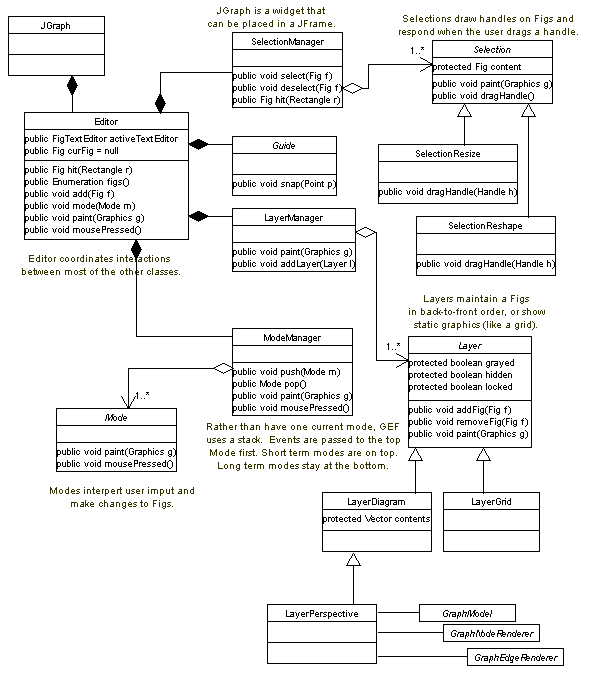 JGraph
JGraph is a widget that
can be placed in a JFrame.
Selections draw handles on Figs and
respond when the user drags a handle.
SelectionManager
public void select(Fig f)
public void deselect(Fig f)
public Fig hit(Rectangle r)
1..*
Selection
protected Fig content
public void paint(Graphics g)
public void dragHandle()
Editor
public FigTextEditor activeTextEditor
public Fig curFig = null
public Fig hit(Rectangle r)
public Enumeration figs()
public void add(Fig f)
public void mode(Mode m)
public void paint(Graphics g)
public void mousePressed()
Editor coordinates interactions
between most of the other classes.
Guide
public void snap(Point p)
SelectionResize
public void dragHandle(Handle h)
SelectionReshape
public void dragHandle(Handle h)
LayerManager
public void paint(Graphics g)
public void addLayer(Layer l)
Layers maintain a Figs
in back-to-front order, or show
static graphics (like a grid).
ModeManager
public void push(Mode m)
public Mode pop()
public void paint(Graphics g)
public void mousePressed()
1..*
Layer
protected boolean grayed
protected boolean hidden
protected boolean locked
public void addFig(Fig f)
public void removeFig(Fig f)
public void paint(Graphics g)
1..*
Mode
public void paint(Graphics g)
public void mousePressed()
Modes interpert user imput and
make changes to Figs.
Rather than have one current mode, GEF
uses a stack. Events are passed to the top
Mode first. Short term modes are on top.
Long term modes stay at the bottom.
LayerDiagram
protected Vector contents
LayerGrid
LayerPerspective
GraphModel
GraphNodeRenderer
GraphEdgeRenderer